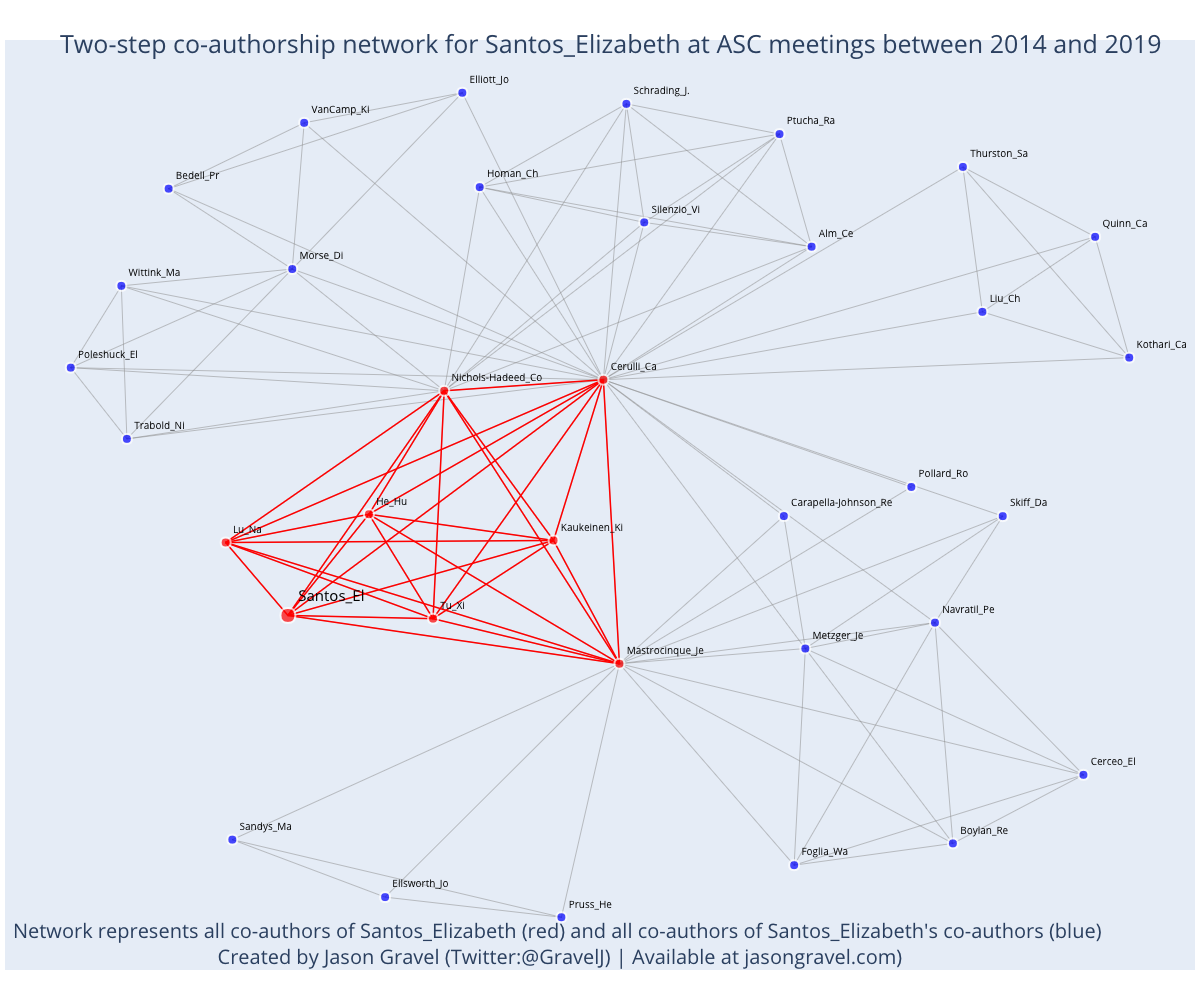 Two-step co-authorship network for Santos_Elizabeth at ASC meetings between 2014 and 2019
Elliott_Jo
Schrading_J.
VanCamp_Ki
Ptucha_Ra
Thurston_Sa
Bedell_Pr
Homan_Ch
Silenzio_Vi
Quinn_Ca
Alm_Ce
Morse_Di
Wittink_Ma
Liu_Ch
Kothari_Ca
Poleshuck_El
Cerulli_Ca
Nichols-Hadeed_Co
Trabold_Ni
Pollard_Ro
He_Hu
Carapella-Johnson_Re
Skiff_Da
Lu_Na
Kaukeinen_Ki
Santos_El
Tu_Xi
Navratil_Pe
Metzger_Je
Mastrocinque_Je
Cerceo_El
Sandys_Ma
Boylan_Re
Foglia_Wa
Ellsworth_Jo
Pruss_He
Network represents all co-authors of Santos_Elizabeth (red) and all co-authors of Santos_Elizabeth's co-authors (blue)
Created by Jason Gravel (Twitter:@GravelJ) | Available at jasongravel.com)